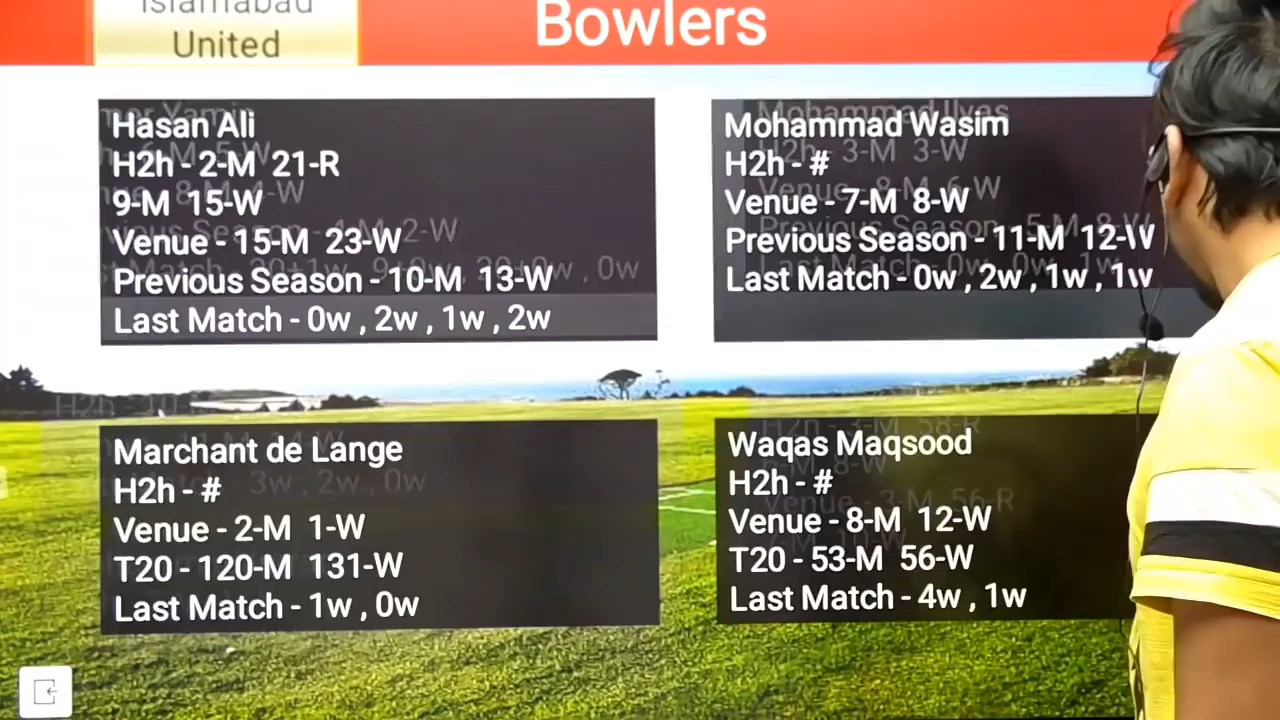 Islamabad
United
Bowlers
Hasan Ali
H2h - 2-M 21-R
9-M 15-W
Venue - 15-M 23-W
Previous Season - 10-M 13-W
Last Match - 0w , 2w , 1w , 2w
Mohammad Wasim
H2h - #
Venue - 7-M 8-W
Previous Season - 11-M 12-W
Last Match - 0w , 2w , 1w , 1w
Marchant de Lange
H2h - #
Venue - 2-M 1-W
T20 - 120-M 131-W
Last Match - 1w , 0w
Waqas Maqsood
H2h - #
Venue - 8-M 12-W
T20 - 53-M 56-W
Last Match - 4w , 1w